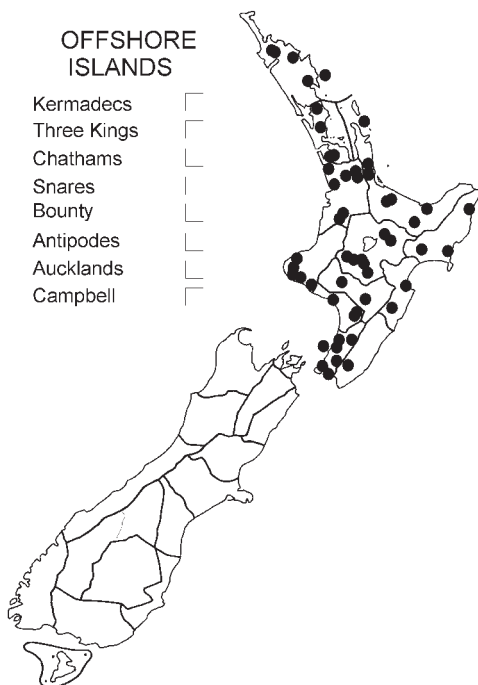 OFFSHORE
ISLANDS
Kermadecs
Three Kings
Chathams
Snares
Bounty
Antipodes
Aucklands
Campbell